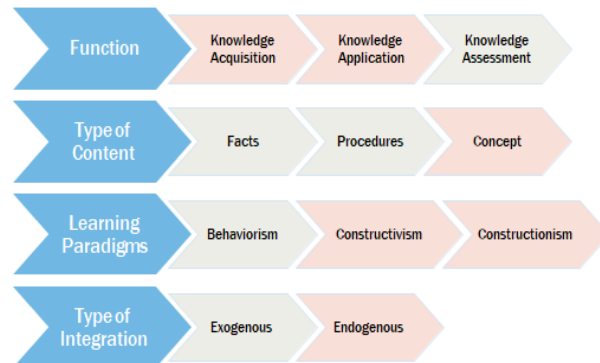 Function
Knowledge
Acquisition
Knowledge
Application
Knowledge
Assessment
Type of
Content
Facts
Procedures
Concept
Learning
Paradigms
Behaviorism
Constructivism
Constructionism
Type of
Integration
Exogenous
Endogenous